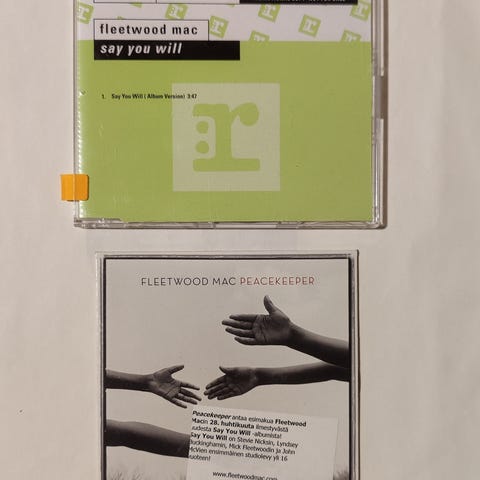 fleetwood mac
say you will
1. Say You Will ( Album Version) 3:47
:r
FLEETWOOD MAC PEACEKEEPER
Peacekeeper antaa esimakua Fleetwood
Macin 28. huhtikuuta ilmestyvästä
uudesta Say You Will -albumista!
Say You Will on Stevie Nicksin, Lyndsey
Buckinghamin, Mick Fleetwoodin ja John
McVien ensimmäinen studiolevy yli 16
vuoteen!
www.fleetwoodmac.com